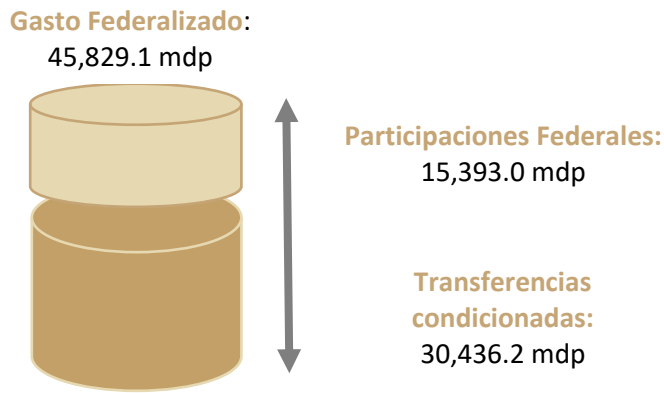 Gasto Federalizado:
45,829.1 mdp
Participaciones Federales:
15,393.0 mdp
Transferencias
condicionadas:
30,436.2 mdp